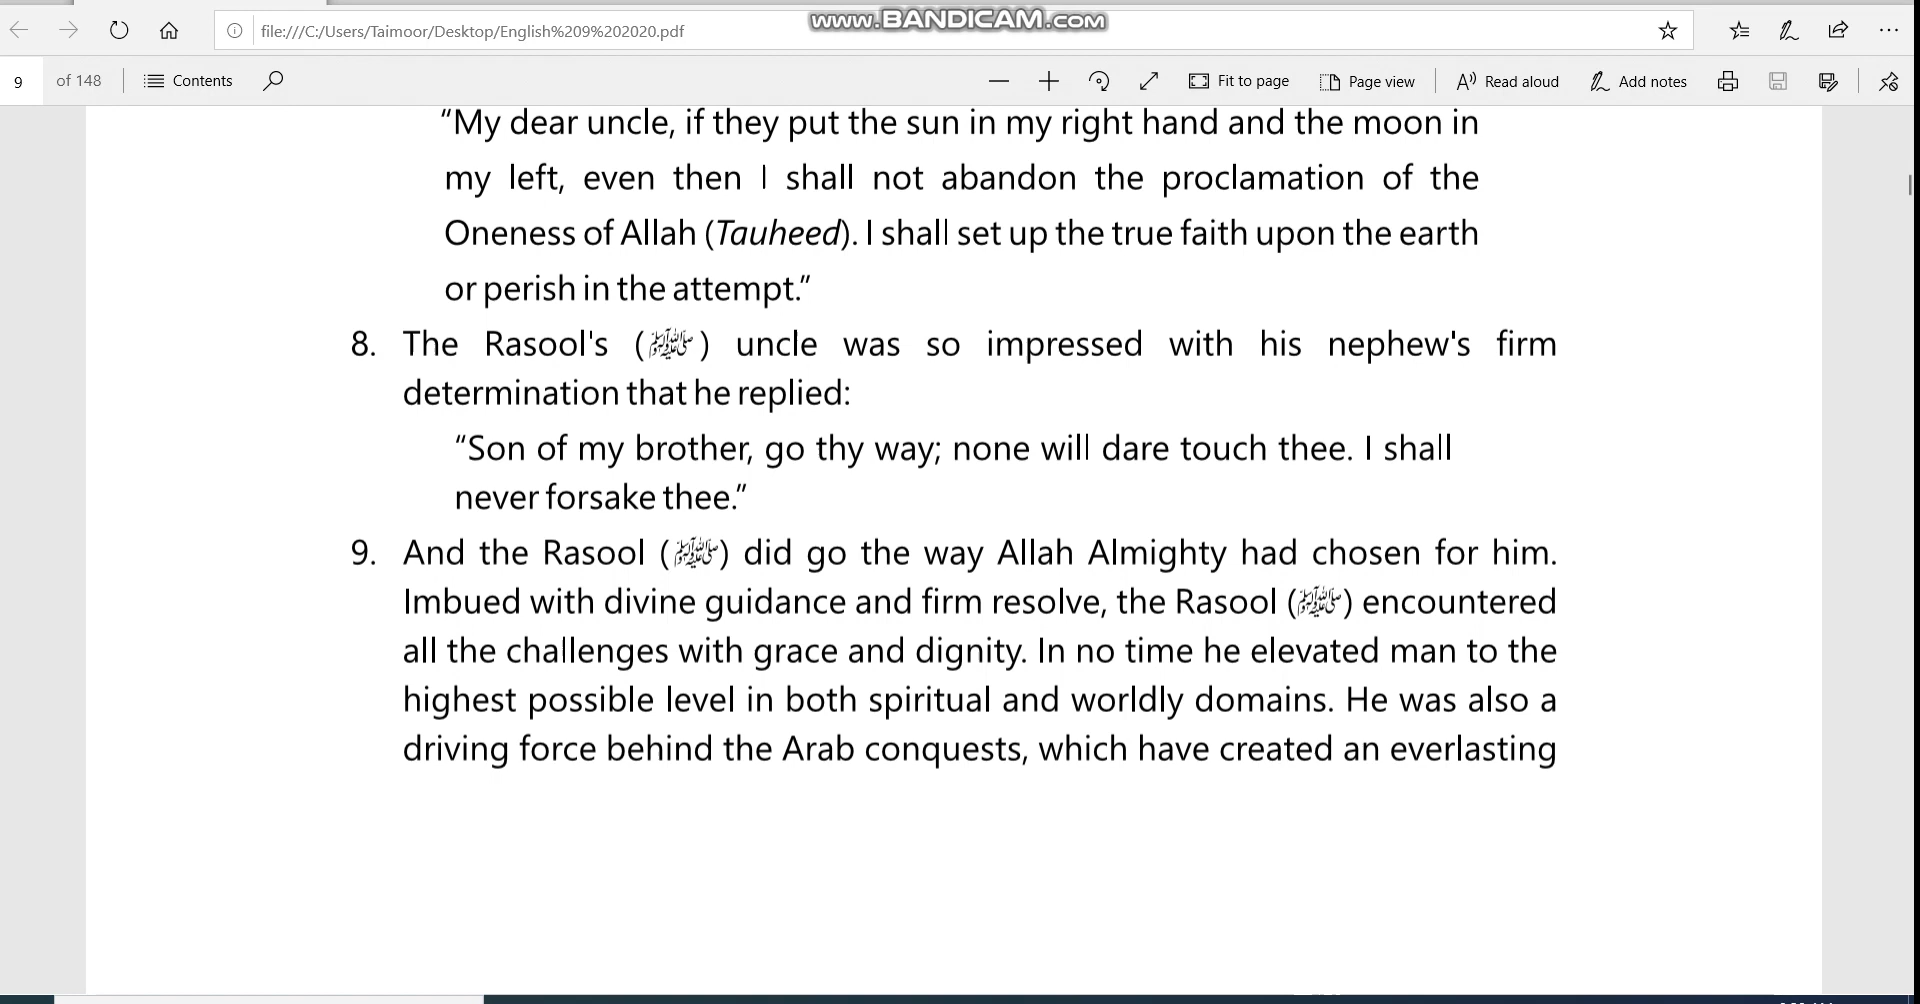 www.BANDICAM.com
file:///C:/Users/Taimoor/Desktop/English%209%202020.pdf
9 of 148 Contents Fit to page Page view Read aloud Add notes
“My dear uncle, if they put the sun in my right hand and the moon in
my left, even then I shall not abandon the proclamation of the
Oneness of Allah (Tauheed). I shall set up the true faith upon the earth
or perish in the attempt.”
8. The Rasool's (ﷺ) uncle was so impressed with his nephew's firm
determination that he replied:
“Son of my brother, go thy way; none will dare touch thee. I shall
never forsake thee.”
9. And the Rasool (ﷺ) did go the way Allah Almighty had chosen for him.
Imbued with divine guidance and firm resolve, the Rasool (ﷺ) encountered
all the challenges with grace and dignity. In no time he elevated man to the
highest possible level in both spiritual and worldly domains. He was also a
driving force behind the Arab conquests, which have created an everlasting